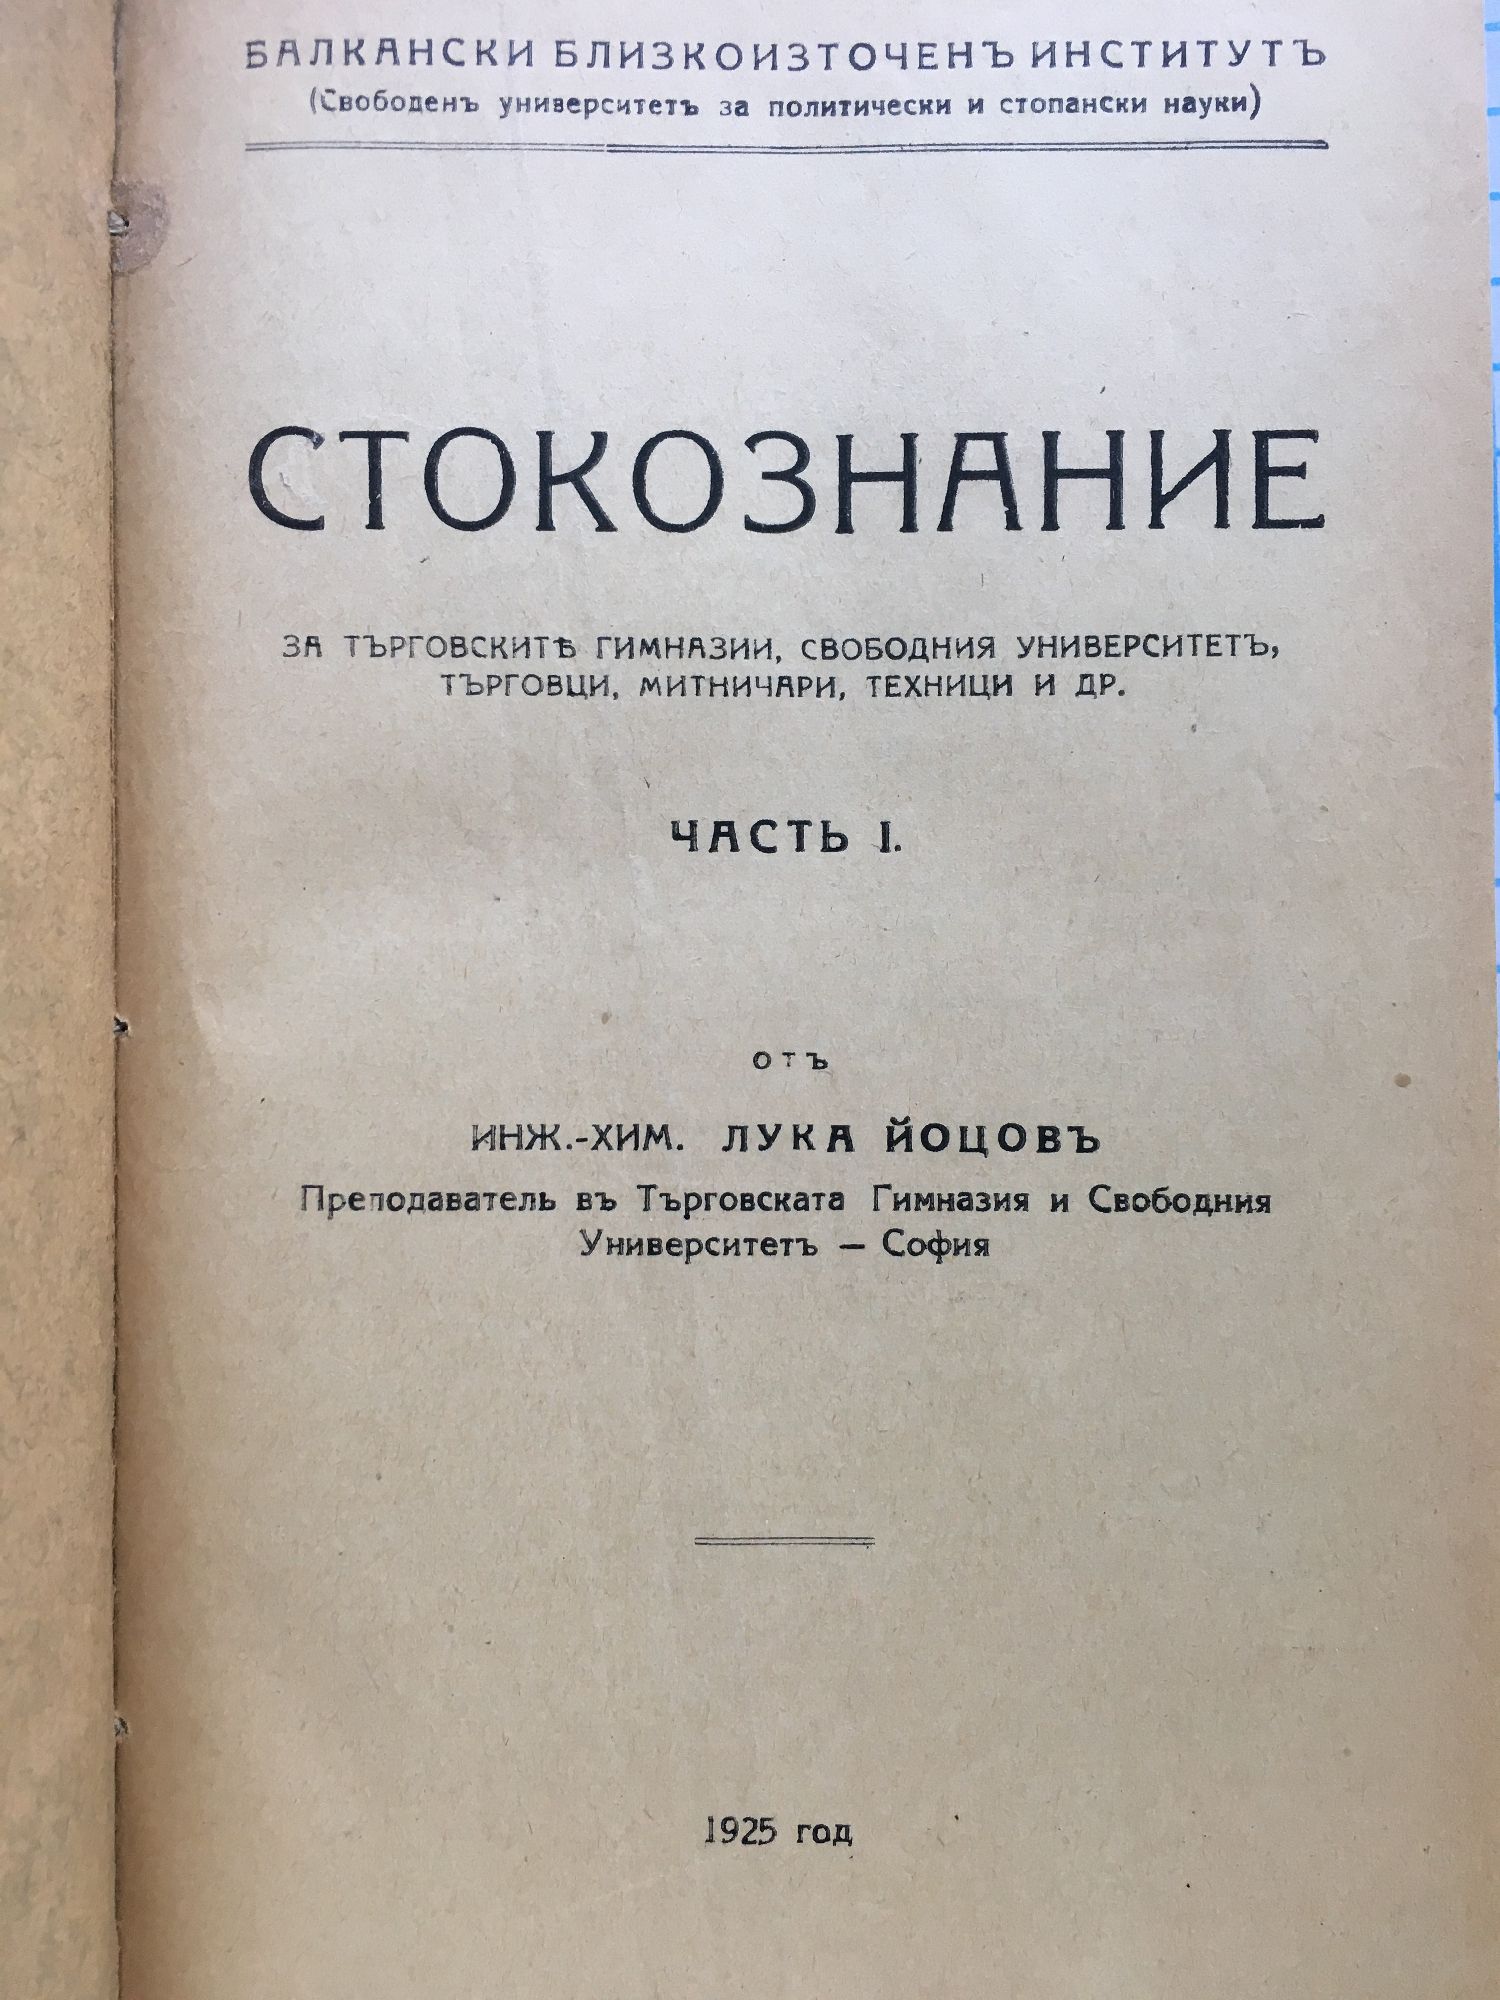 БАЛКАНСКИ БЛИЗКОИЗТОЧЕНЪ ИНСТИТУТЪ
(Свободенъ университетъ за политически и стопански науки)
СТОКОЗНАНИЕ
ЗА ТЪРГОВСКИТѢ ГИМНАЗИИ, СВОБОДНИЯ УНИВЕРСИТЕТЪ,
ТЪРГОВЦИ, МИТНИЧАРИ, ТЕХНИЦИ И ДР.
ЧАСТЬ I.
отъ
ИНЖ.-ХИМ. ЛУКА ЙОЦОВЪ
Преподаватель въ Търговската Гимназия и Свободния
Университетъ — София
1925 год